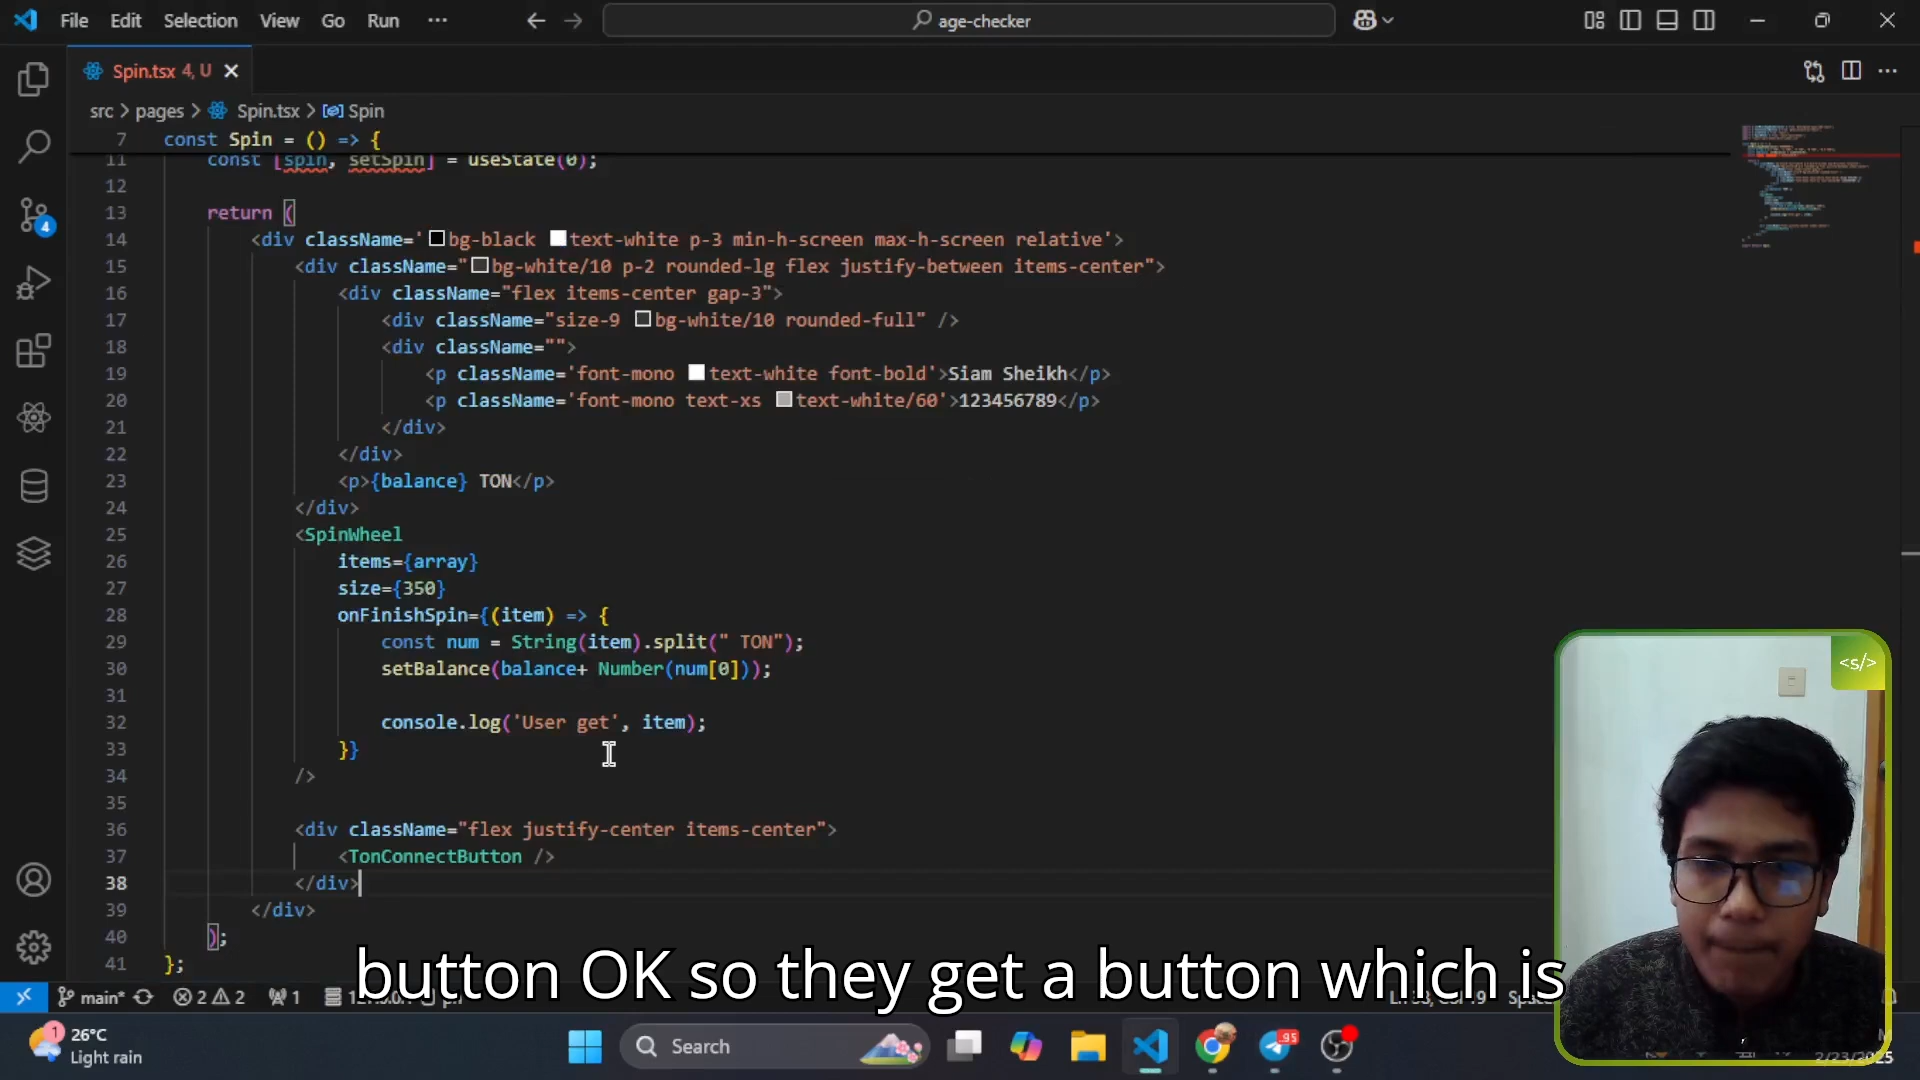 File Edit Selection View Go Run ··· age-checker
Spin.tsx 4, U
src > pages > Spin.tsx > Spin
7 const Spin = () => {
11 const [spin, setSpin] = useState(0);
12
13 return (
14 <div className='bg-black text-white p-3 min-h-screen max-h-screen relative'>
15 <div className="bg-white/10 p-2 rounded-lg flex justify-between items-center">
16 <div className="flex items-center gap-3">
17 <div className="size-9 bg-white/10 rounded-full" />
18 <div className="">
19 <p className='font-mono text-white font-bold'>Siam Sheikh</p>
20 <p className='font-mono text-xs text-white/60'>123456789</p>
21 </div>
22 </div>
23 <p>{balance} TON</p>
24 </div>
25 <SpinWheel
26 items={array}
27 size={350}
28 onFinishSpin={(item) => {
29 const num = String(item).split(" TON");
30 setBalance(balance+ Number(num[0]));
31
32 console.log('User get', item);
33 }}
34 />
35
36 <div className="flex justify-center items-center">
37 <TonConnectButton />
38 </div>
39 </div>
40 );
41 };
4
<s/>
button OK so they get a button which is
main* 2 2 1
1
26°C
Light rain
Search
95
2/23/2025